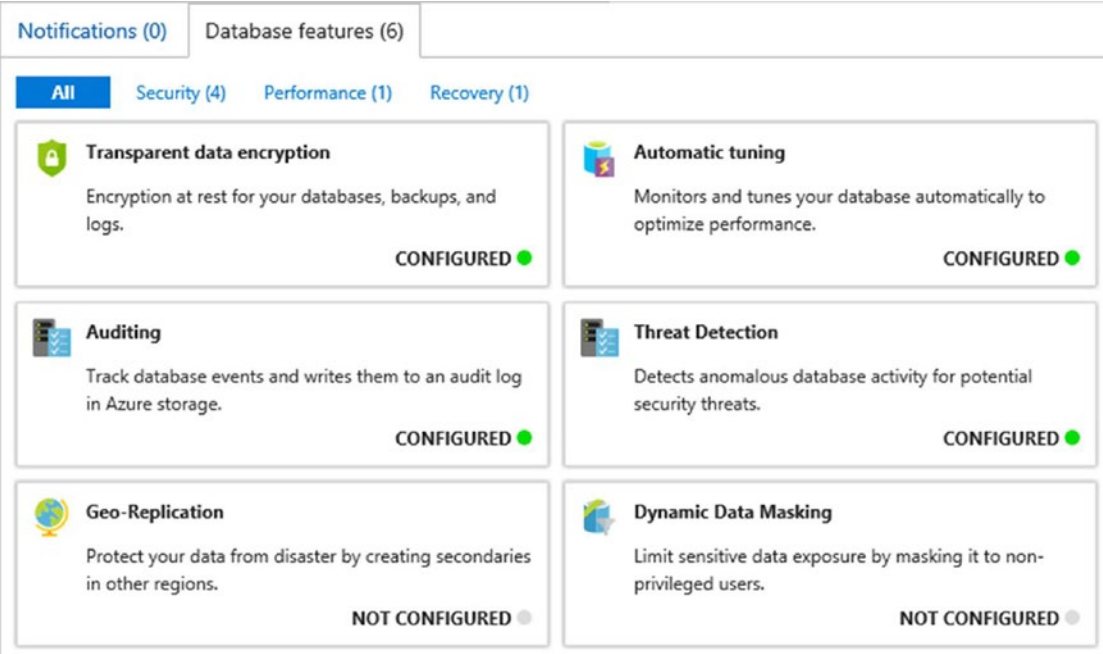 Notifications (0)
Database features (6)
All
Security (4)
Performance (1)
Recovery (1)
Transparent data encryption
Encryption at rest for your databases, backups, and
logs.
CONFIGURED
Automatic tuning
Monitors and tunes your database automatically to
optimize performance.
CONFIGURED
Auditing
Track database events and writes them to an audit log
in Azure storage.
CONFIGURED
Threat Detection
Detects anomalous database activity for potential
security threats.
CONFIGURED
Geo-Replication
Protect your data from disaster by creating secondaries
in other regions.
NOT CONFIGURED
Dynamic Data Masking
Limit sensitive data exposure by masking it to non-
privileged users.
NOT CONFIGURED